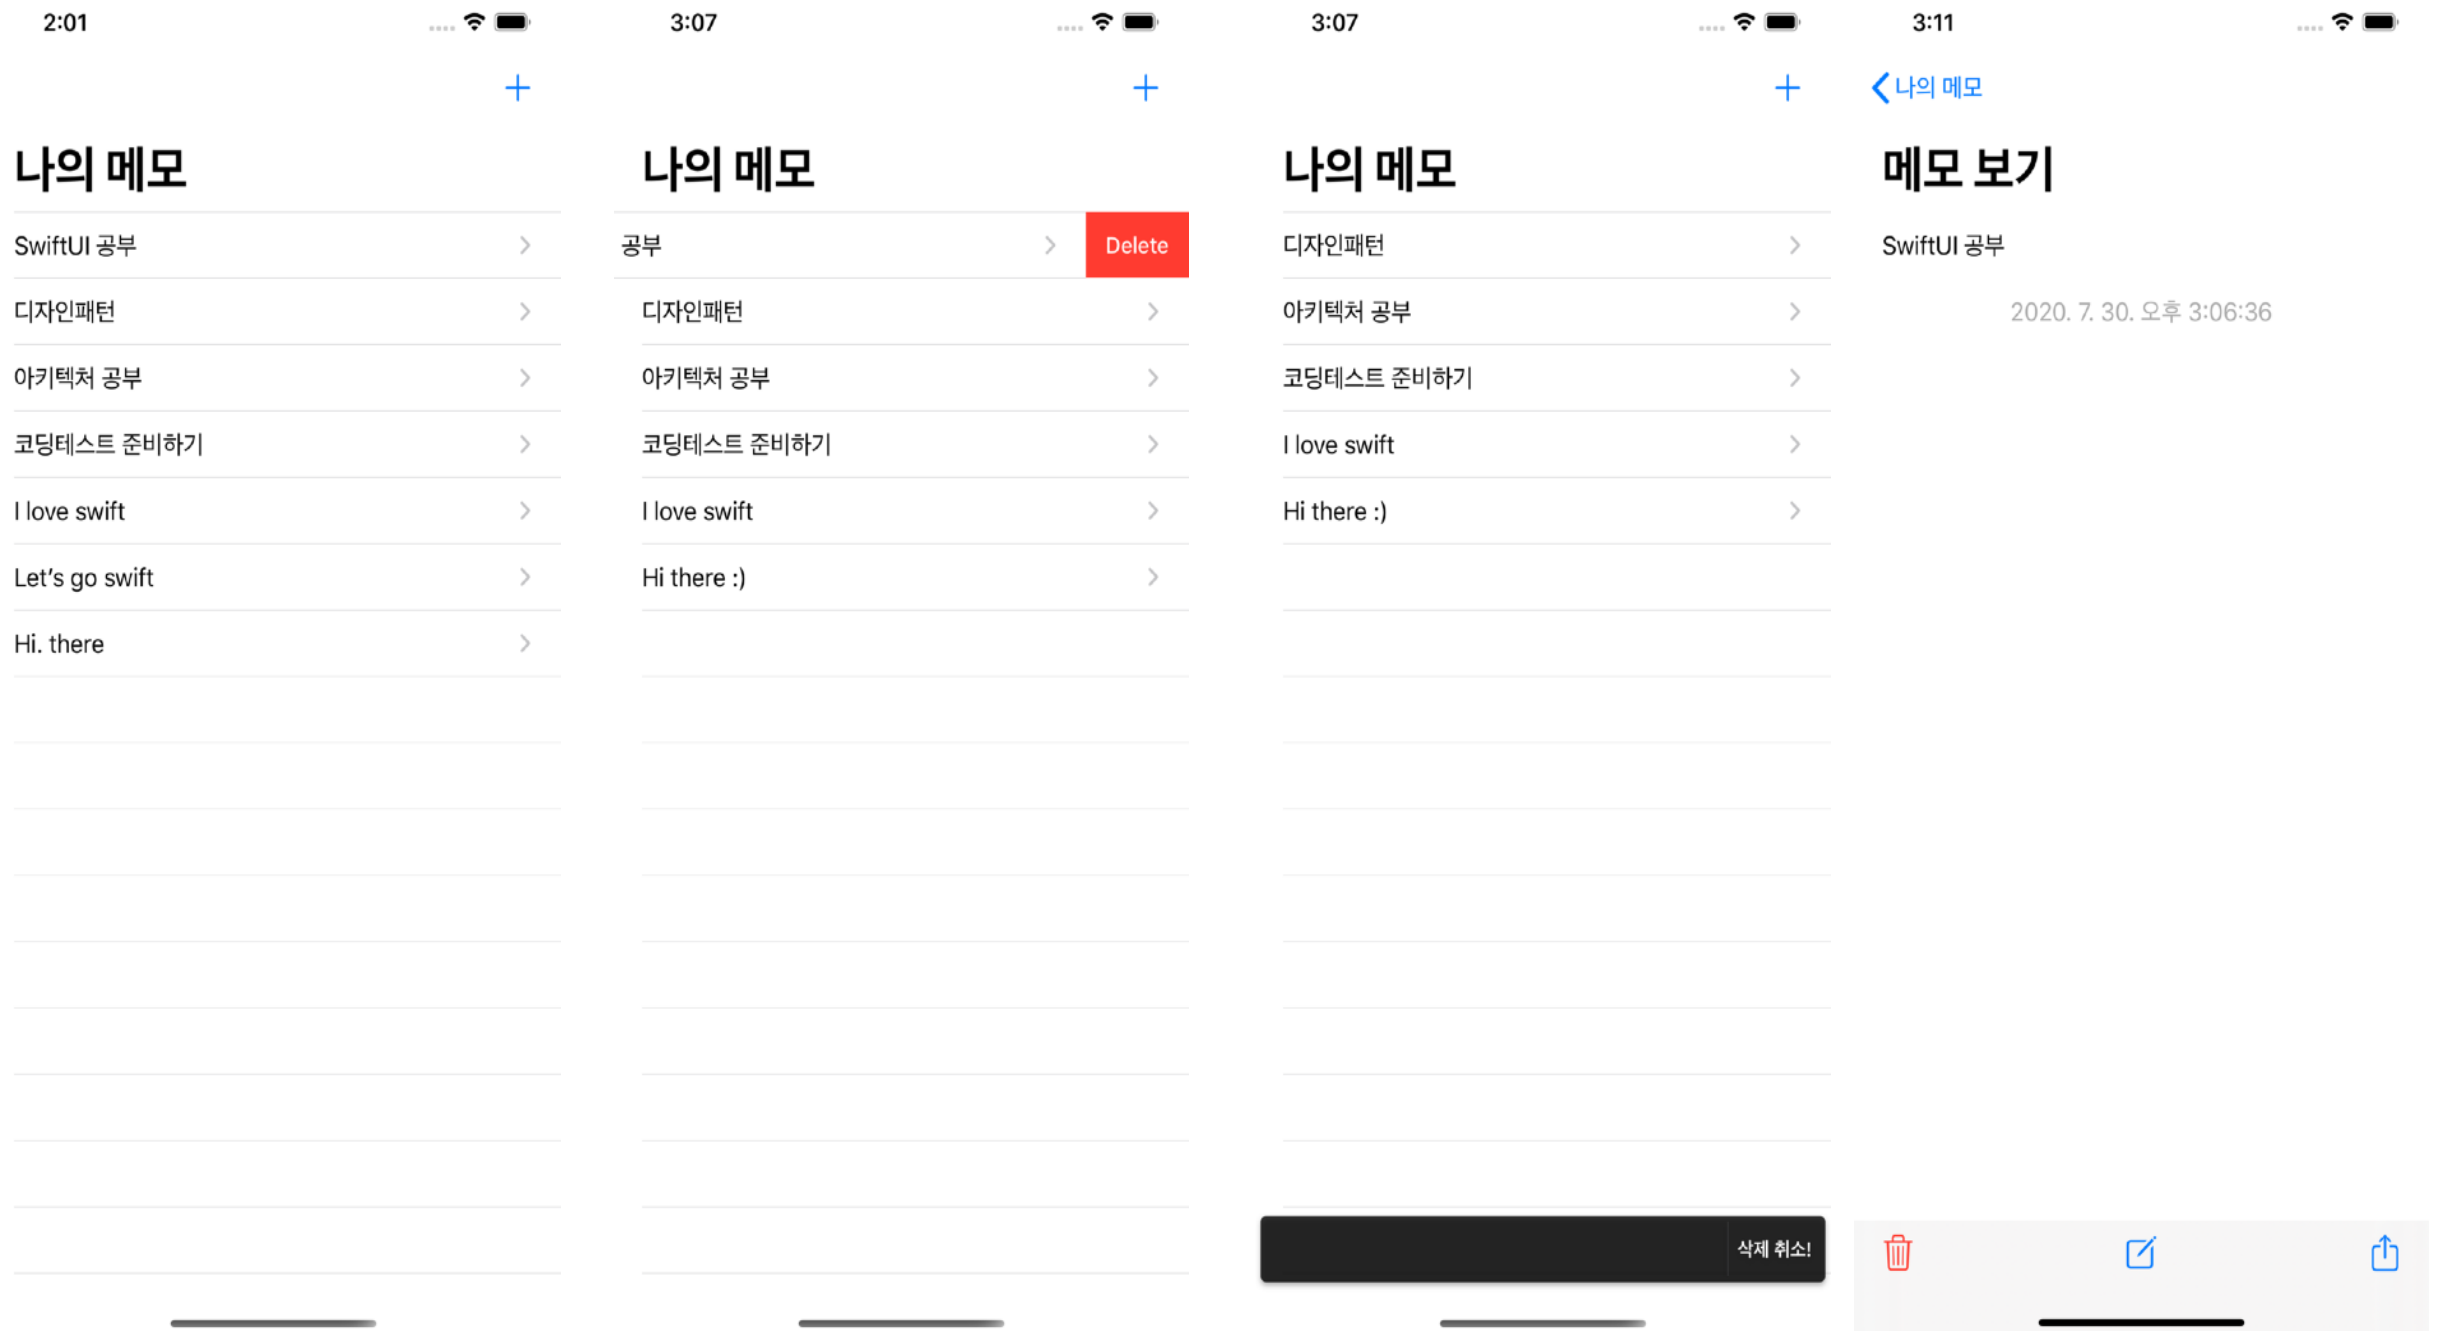 2:01
나의 메모
SwiftUI 공부
디자인패턴
아키텍처 공부
코딩테스트 준비하기
I love swift
Let's go swift
Hi. there
3:07
나의 메모
공부
Delete
디자인패턴
아키텍처 공부
코딩테스트 준비하기
I love swift
Hi there :)
3:07
나의 메모
디자인패턴
아키텍처 공부
코딩테스트 준비하기
I love swift
Hi there :)
삭제 취소!
3:11
나의 메모
메모 보기
SwiftUI 공부
2020. 7. 30. 오후 3:06:36